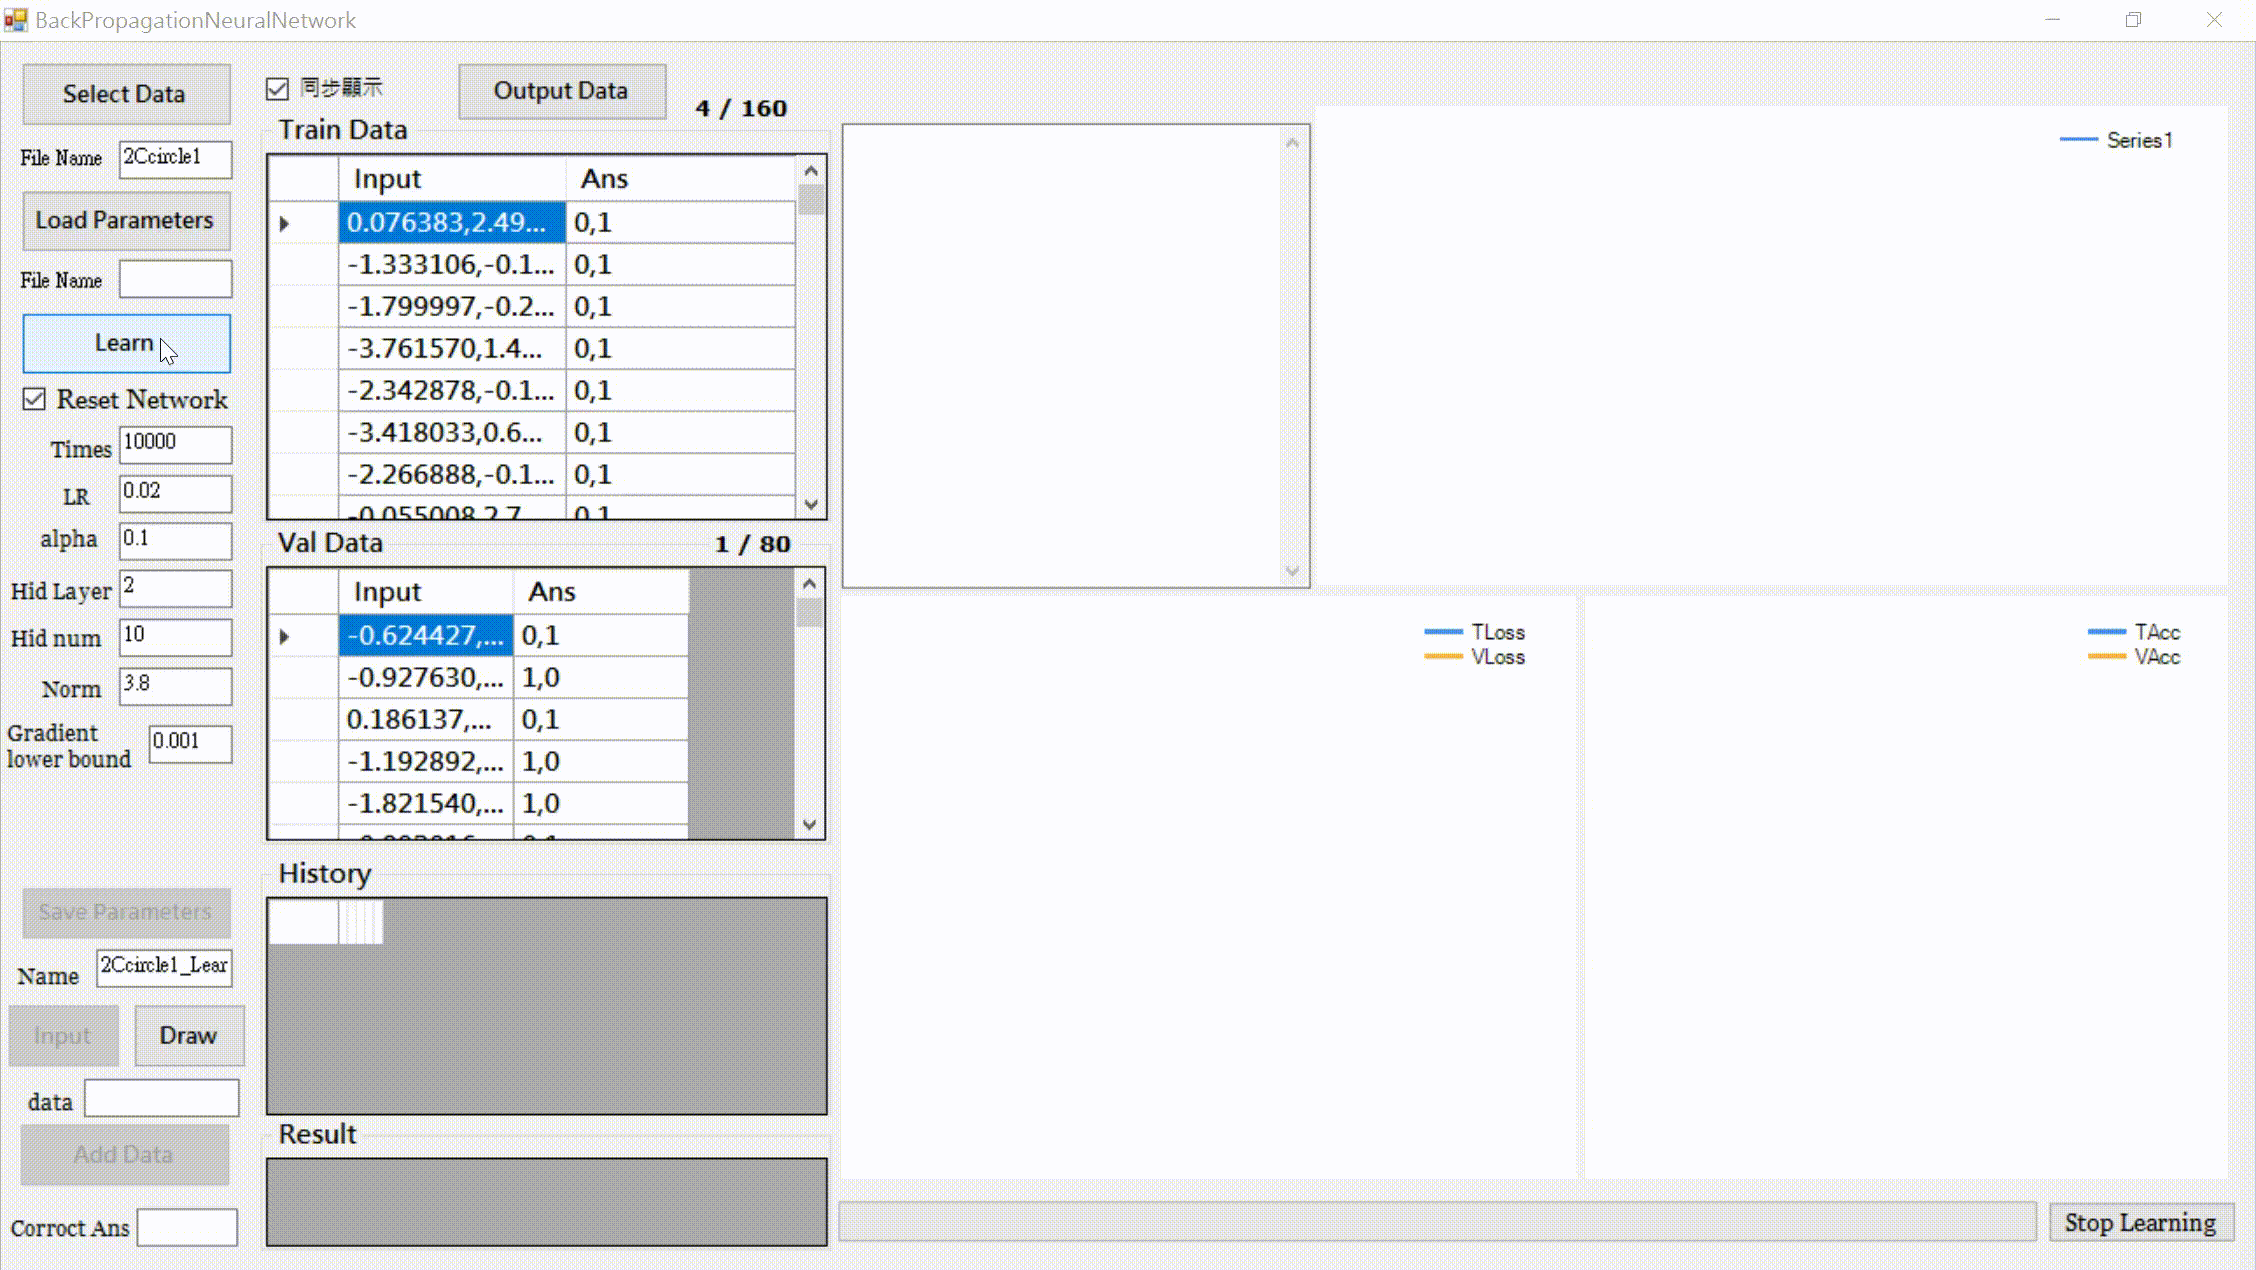 BackPropagationNeuralNetwork
Select Data
File Name 2Ccircle1
Load Parameters
File Name
Learn
Reset Network
Times 10000
LR 0.02
alpha 0.1
Hid Layer 2
Hid num 10
Norm 3.8
Gradient
lower bound 0.001
Save Parameters
Name 2Ccircle1_Lear
Input Draw
data
Add Data
Corroct Ans
同步顯示 Output Data 4 / 160
Train Data
Input Ans
0.076383,2.49... 0,1
-1.333106,-0.1... 0,1
-1.799997,-0.2... 0,1
-3.761570,1.4... 0,1
-2.342878,-0.1... 0,1
-3.418033,0.6... 0,1
-2.266888,-0.1... 0,1
-0.055008,2.7 0,1
Val Data 1 / 80
Input Ans
-0.624427,... 0,1
-0.927630,... 1,0
0.186137,... 0,1
-1.192892,... 1,0
-1.821540,... 1,0
History
Result
Series1
TLoss
VLoss
TAcc
VAcc
Stop Learning